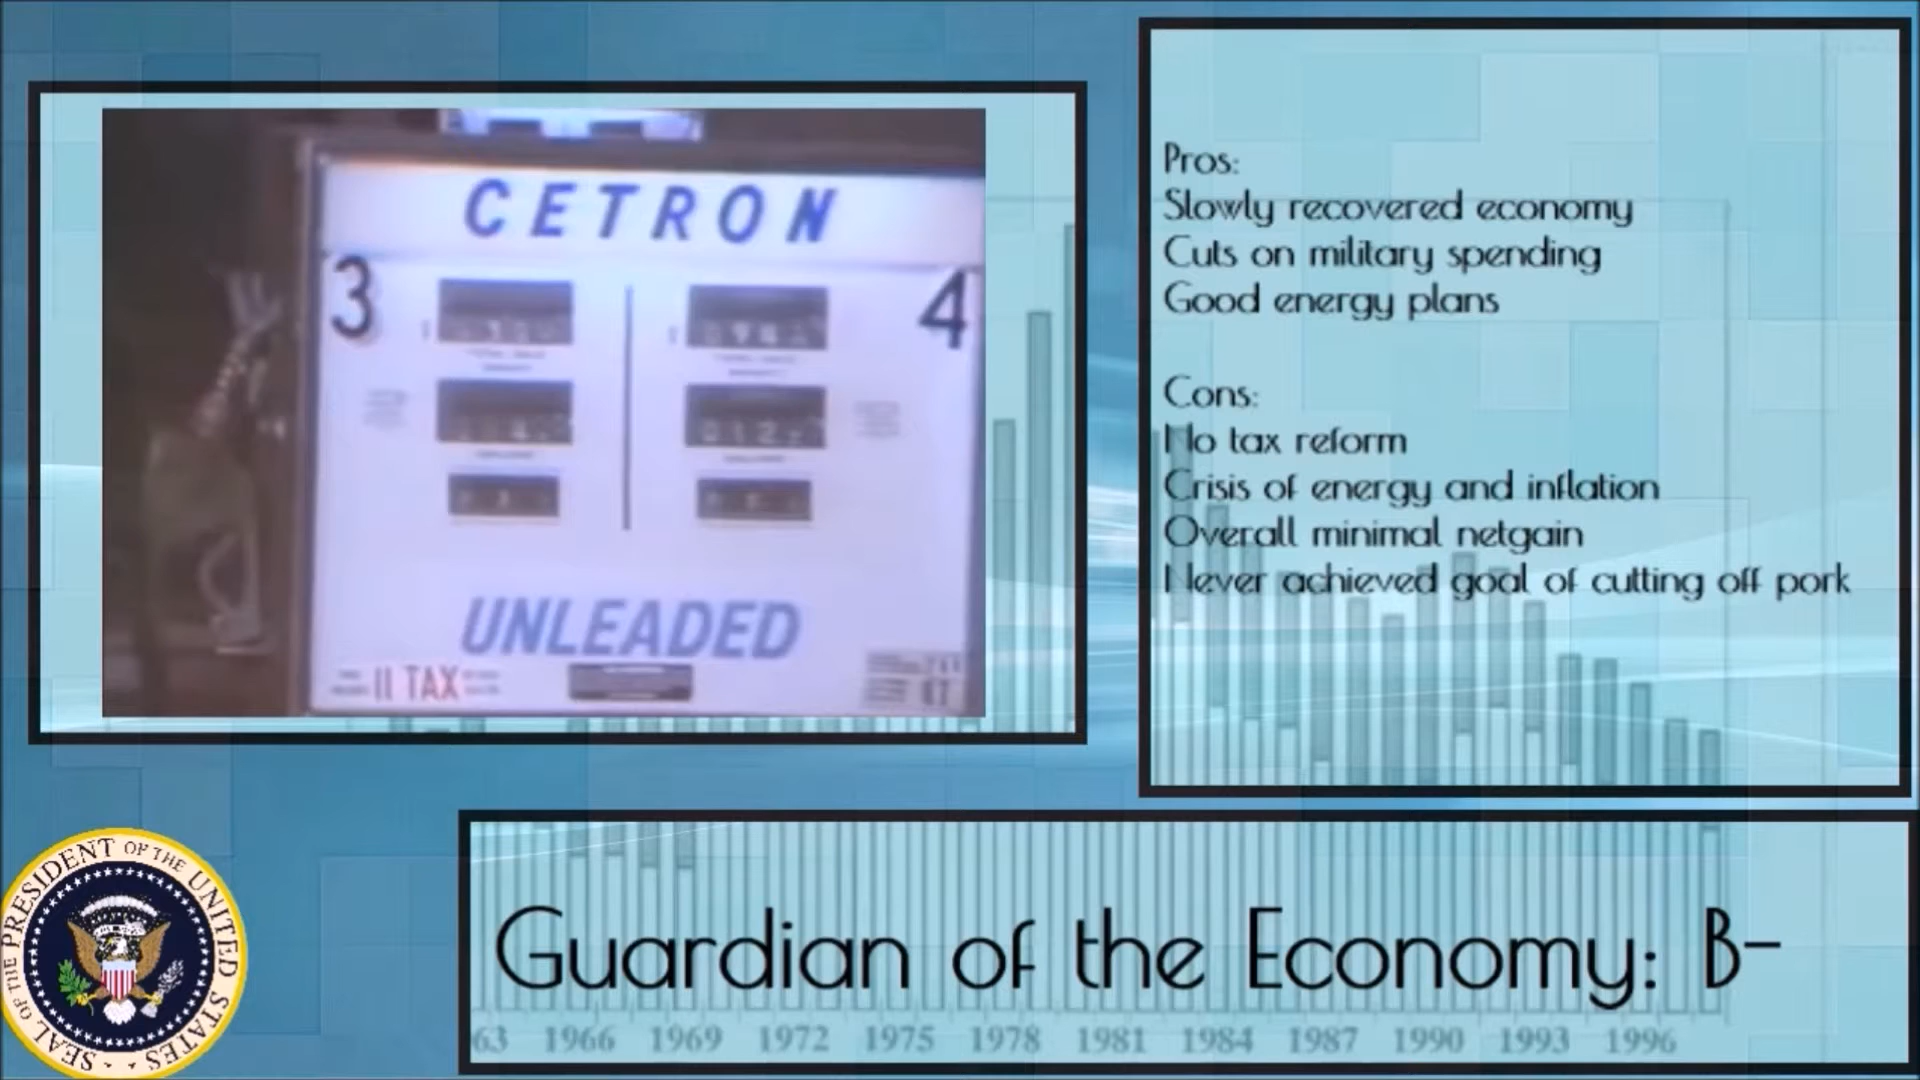 CETRON
3
4
UNLEADED
11 TAX
Pros:
Slowly recovered economy
Cuts on military spending
Good energy plans
Cons:
No tax reform
Crisis of energy and inflation
Overall minimal netgain
Never achieved goal of cutting off pork
SEAL OF THE PRESIDENT OF THE UNITED STATES
Guardian of the Economy: B-
63 1966 1969 1972 1975 1978 1981 1984 1987 1990 1993 1996